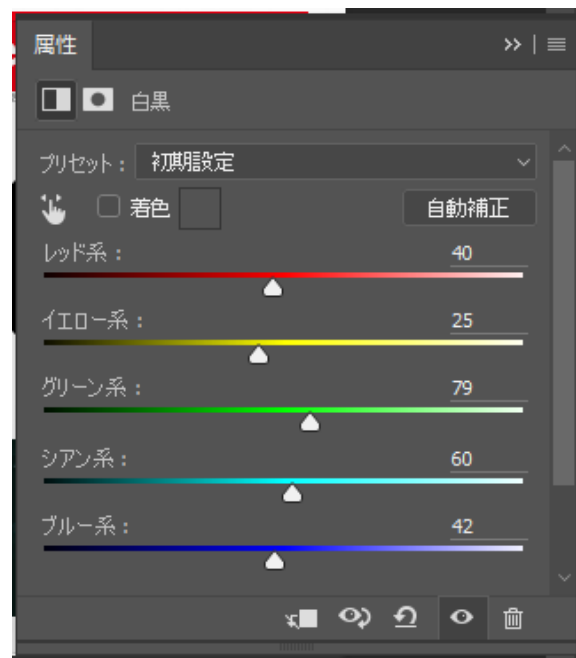 属性
白黒
プリセット： 初期設定
着色 自動補正
レッド系： 40
イエロー系： 25
グリーン系： 79
シアン系： 60
ブルー系： 42